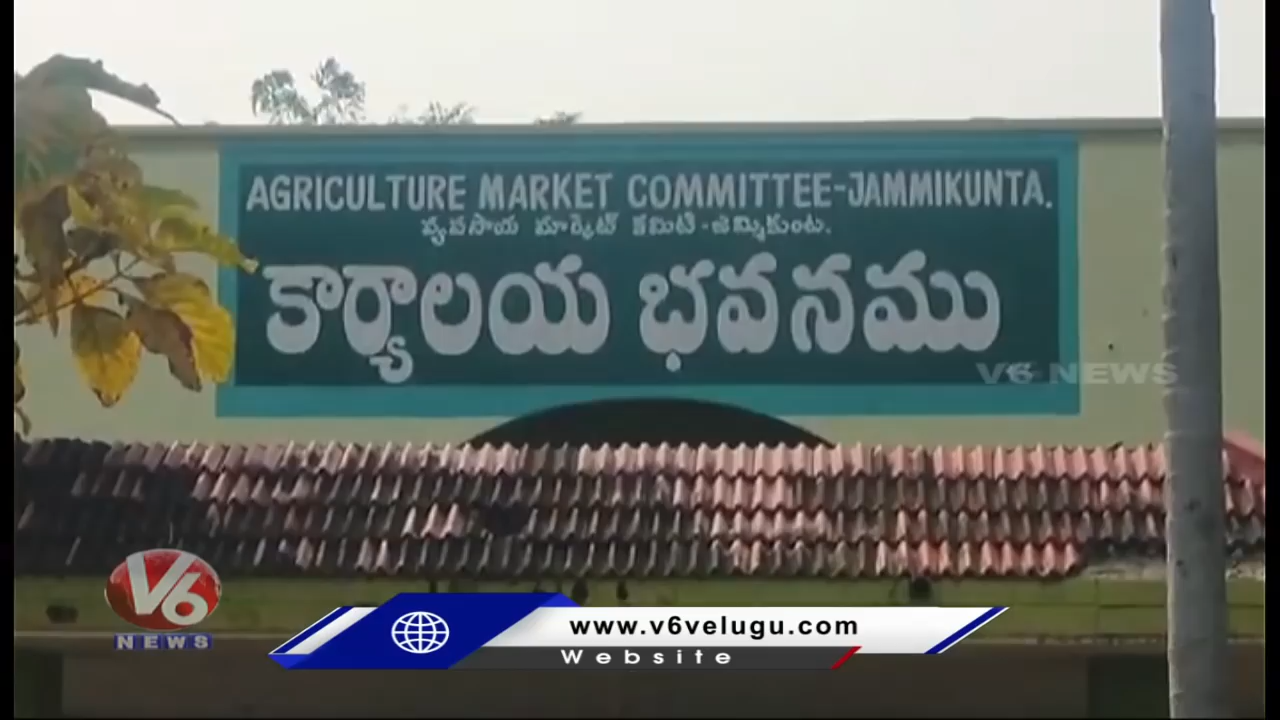 AGRICULTURE MARKET COMMITTEE-JAMMIKUNTA.
వ్యవసాయ మార్కెట్ కమిటి-జమ్మికుంట.
కార్యాలయ భవనము
V6 NEWS
V6
NEWS
www.v6velugu.com
Website